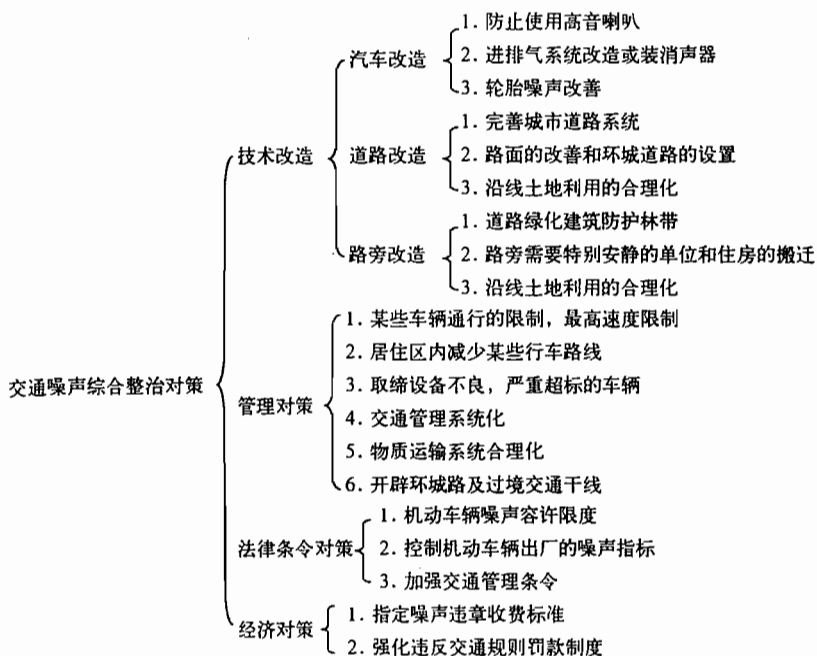 1. 防止使用高音喇叭
汽车改造
2. 进排气系统改造或装消声器
3. 轮胎噪声改善
1. 完善城市道路系统
技术改造
道路改造
2. 路面的改善和环城道路的设置
3. 沿线土地利用的合理化
1. 道路绿化建筑防护林带
路旁改造
2. 路旁需要特别安静的单位和住房的搬迁
3. 沿线土地利用的合理化
1. 某些车辆通行的限制，最高速度限制
2. 居住区内减少某些行车路线
交通噪声综合整治对策
3. 取缔设备不良，严重超标的车辆
管理对策
4. 交通管理系统化
5. 物质运输系统合理化
6. 开辟环城路及过境交通干线
1. 机动车辆噪声容许限度
法律条令对策
2. 控制机动车辆出厂的噪声指标
3. 加强交通管理条令
1. 指定噪声违章收费标准
经济对策
2. 强化违反交通规则罚款制度